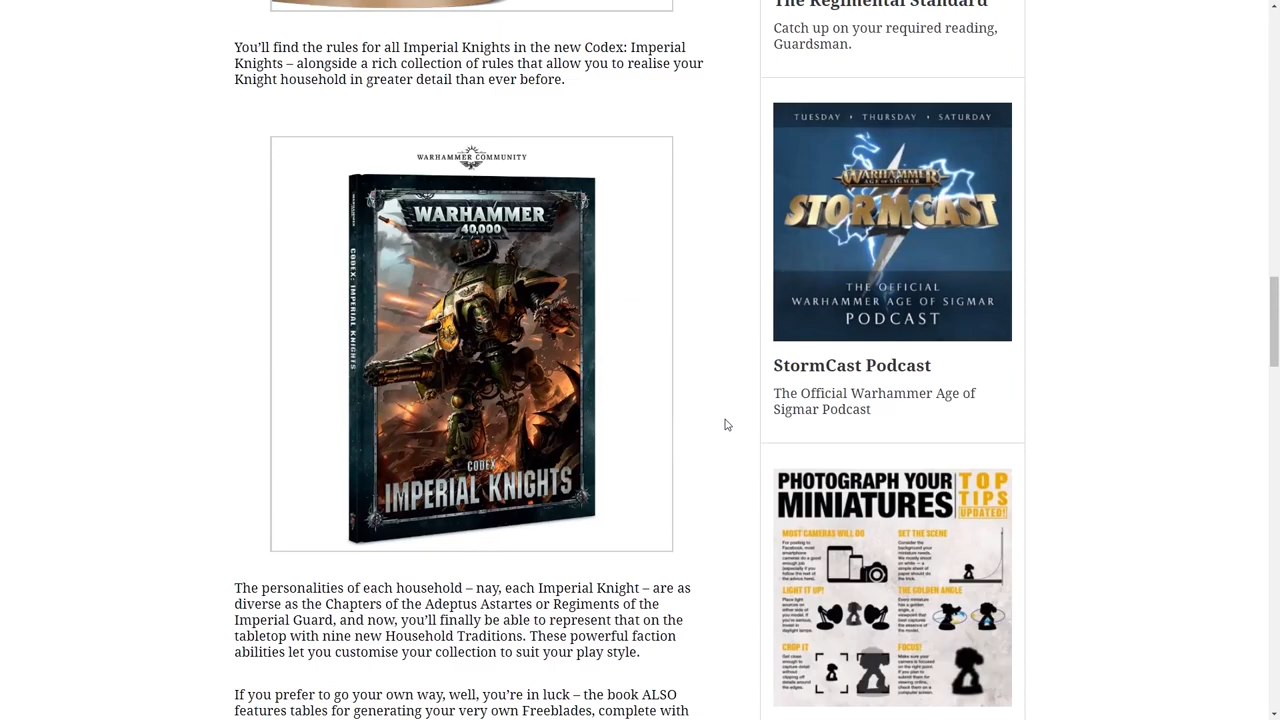 You’ll find the rules for all Imperial Knights in the new Codex: Imperial
Knights – alongside a rich collection of rules that allow you to realise your
Knight household in greater detail than ever before.
WARHAMMER COMMUNITY
WARHAMMER
40,000
CODEX: IMPERIAL KNIGHTS
CODEX
IMPERIAL KNIGHTS
The personalities of each household – nay, each Imperial Knight are as
diverse as the Chapters of the Adeptus Astartes or Regiments of the
Imperial Guard, and now, you’ll finally be able to represent them on the
tabletop with nine new Household Traditions. These powerful faction
abilities let you customise your collection to suit your play style.
If you prefer to go your own way, well, you’re in luck – the book ALSO
features tables for generating your very own Freeblades, complete with
The Regimental Standard
Catch up on your required reading,
Guardsman.
TUESDAY • THURSDAY • SATURDAY
WARHAMMER
AGE OF SIGMAR
STORMCAST
THE OFFICIAL
WARHAMMER AGE OF SIGMAR
PODCAST
StormCast Podcast
The Official Warhammer Age of
Sigmar Podcast
PHOTOGRAPH YOUR
MINIATURES
TOP
TIPS
UPDATED!
MOST CAMERAS WILL DO
SET THE SCENE
LIGHT IT UP!
THE GOLDEN ANGLE
CROP IT
FOCUS!